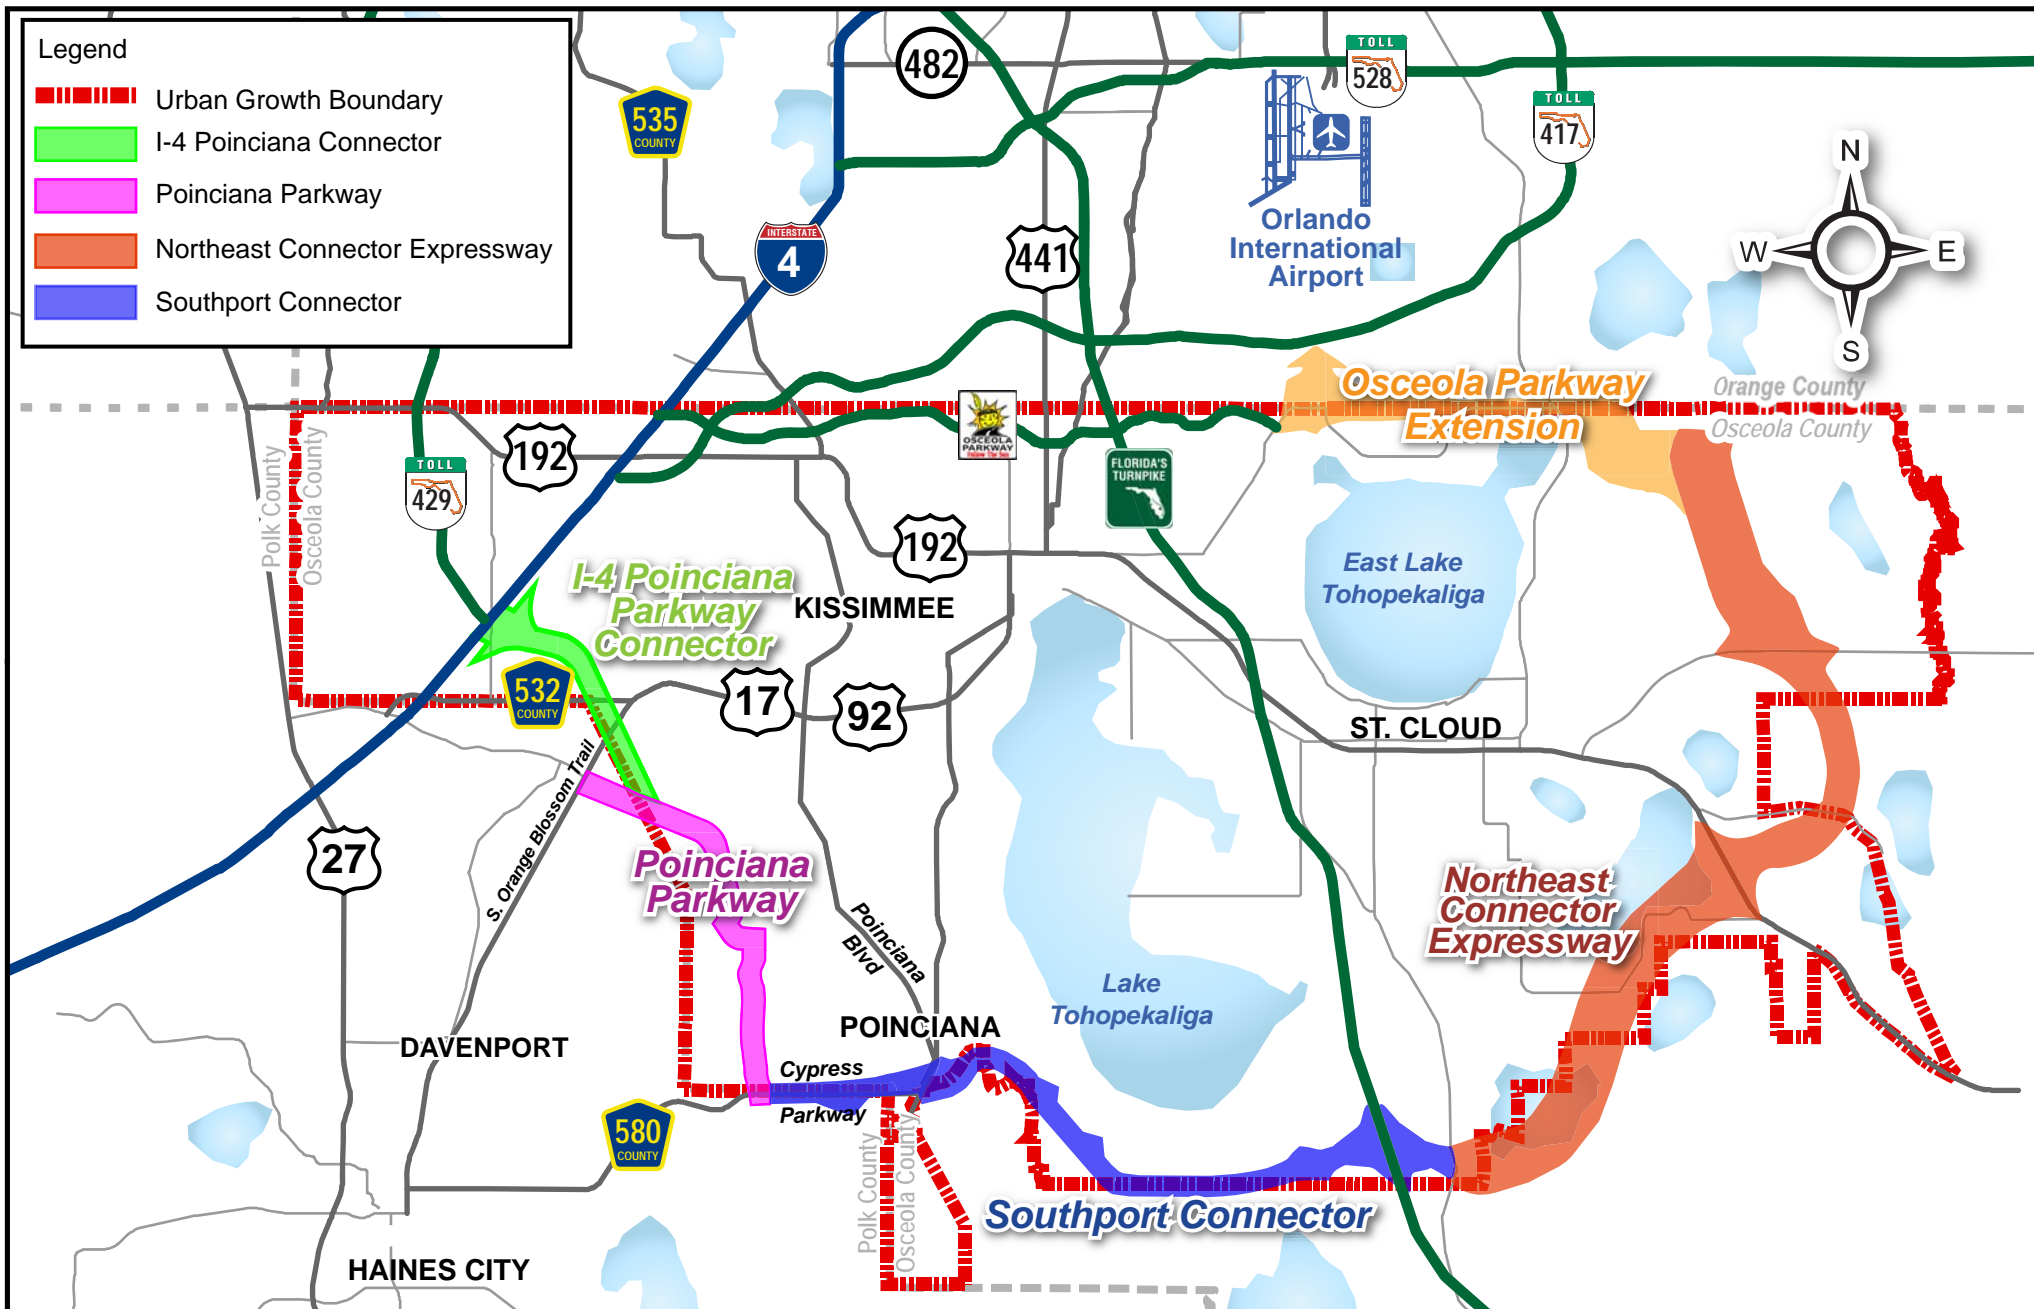 Legend
Urban Growth Boundary
I-4 Poinciana Connector
Poinciana Parkway
Northeast Connector Expressway
Southport Connector
482
535
COUNTY
TOLL
528
TOLL
417
INTERSTATE
4
441
Orlando
International
Airport
N
W
E
S
Orange County
Osceola County
Osceola Parkway
Extension
OSCEOLA
PARKWAY
192
TOLL
429
Polk County
Osceola County
FLORIDA'S
TURNPIKE
192
I-4 Poinciana
Parkway
Connector
KISSIMMEE
East Lake
Tohopekaliga
532
COUNTY
17
92
ST. CLOUD
27
S. Orange Blossom Trail
Poinciana
Parkway
Poinciana
Blvd
Northeast
Connector
Expressway
Lake
Tohopekaliga
DAVENPORT
POINCIANA
Cypress
Parkway
580
COUNTY
Polk County
Osceola County
Southport Connector
HAINES CITY